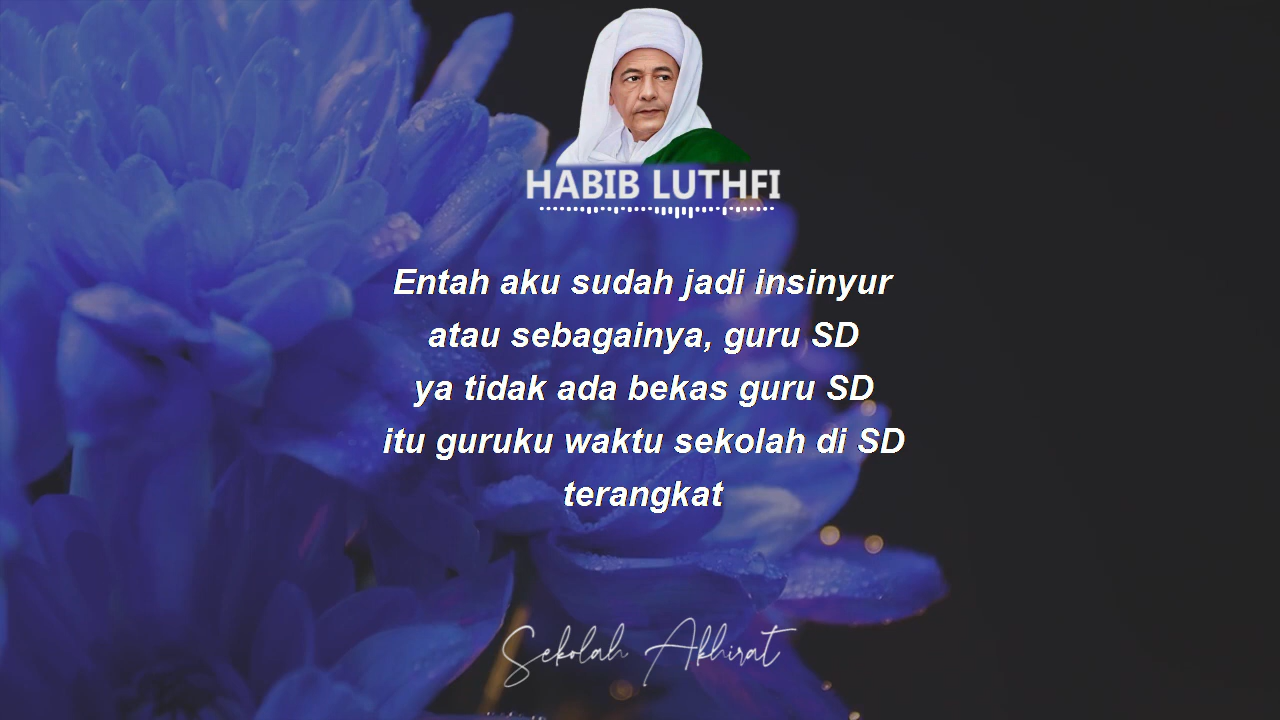 HABIB LUTHFI
Entah aku sudah jadi insinyur
atau sebagainya, guru SD
ya tidak ada bekas guru SD
itu guruku waktu sekolah di SD
terangkat
Sekolah Akhirat